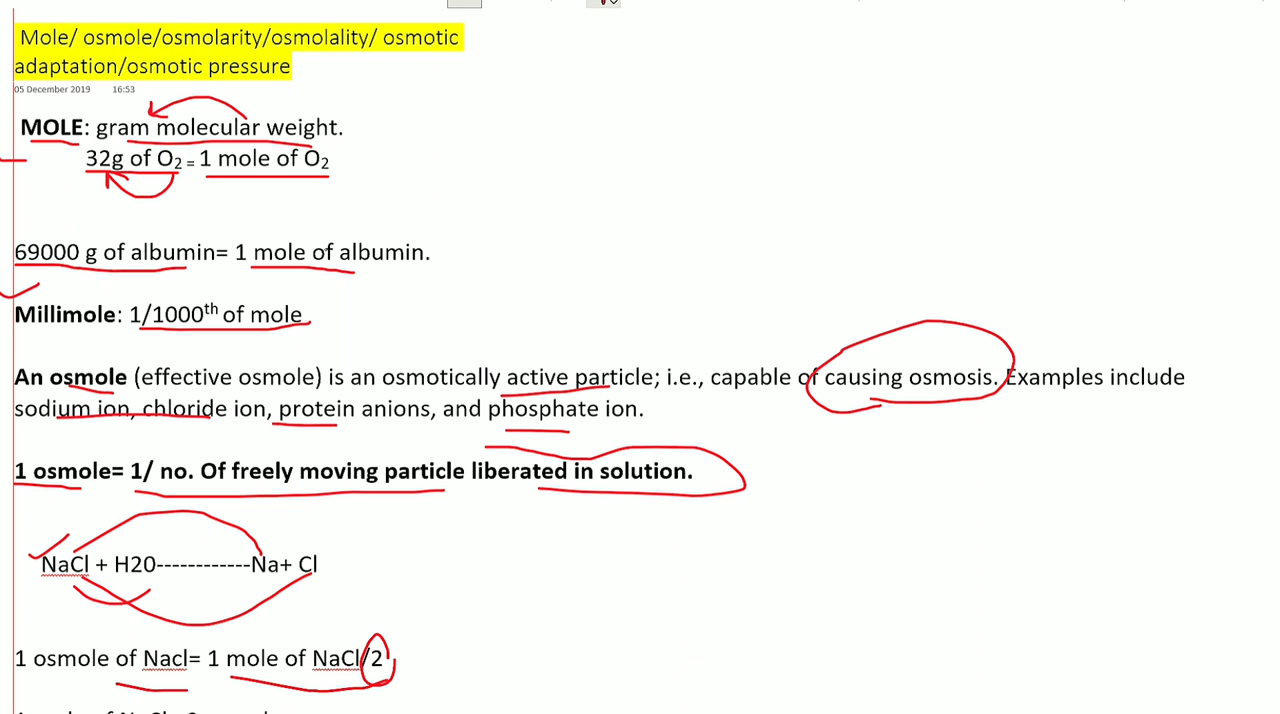 Mole/ osmole/osmolarity/osmolality/ osmotic
adaptation/osmotic pressure
05 December 2019 16:53
MOLE: gram molecular weight.
32g of O₂ = 1 mole of O₂
69000 g of albumin= 1 mole of albumin.
Millimole: 1/1000ᵗʰ of mole
An osmole (effective osmole) is an osmotically active particle; i.e., capable of causing osmosis. Examples include
sodium ion, chloride ion, protein anions, and phosphate ion.
1 osmole= 1/ no. Of freely moving particle liberated in solution.
NaCl + H20------------Na+ Cl
1 osmole of Nacl= 1 mole of NaCl/2